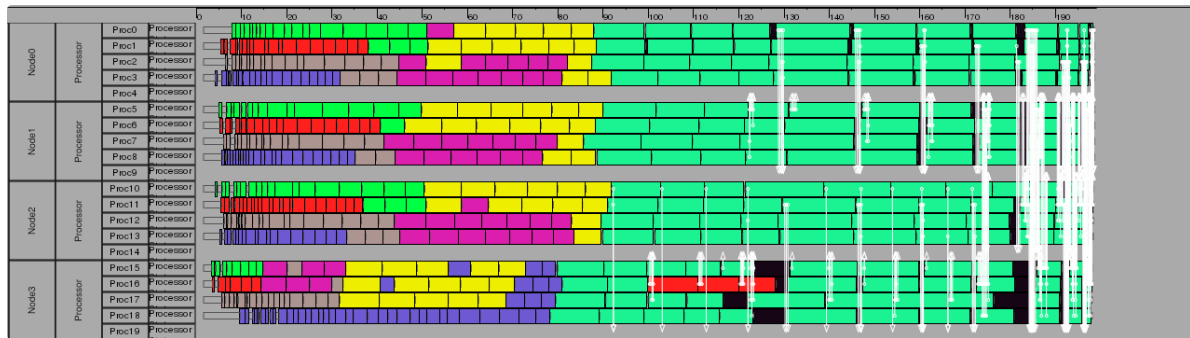 0 10 20 30 40 50 60 70 80 90 100 110 120 130 140 150 160 170 180 190
Node0 Processor Proc0 Processor
Proc1 Processor
Proc2 Processor
Proc3 Processor
Proc4 Processor
Node1 Processor Proc5 Processor
Proc6 Processor
Proc7 Processor
Proc8 Processor
Proc9 Processor
Node2 Processor Proc10 Processor
Proc11 Processor
Proc12 Processor
Proc13 Processor
Proc14 Processor
Node3 Processor Proc15 Processor
Proc16 Processor
Proc17 Processor
Proc18 Processor
Proc19 Processor